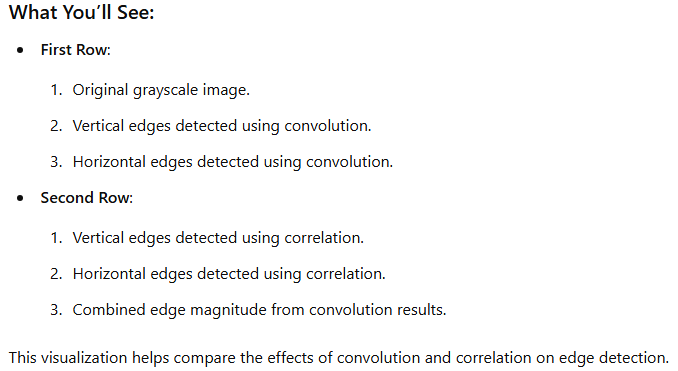 What You’ll See:
• First Row:
1. Original grayscale image.
2. Vertical edges detected using convolution.
3. Horizontal edges detected using convolution.
• Second Row:
1. Vertical edges detected using correlation.
2. Horizontal edges detected using correlation.
3. Combined edge magnitude from convolution results.
This visualization helps compare the effects of convolution and correlation on edge detection.